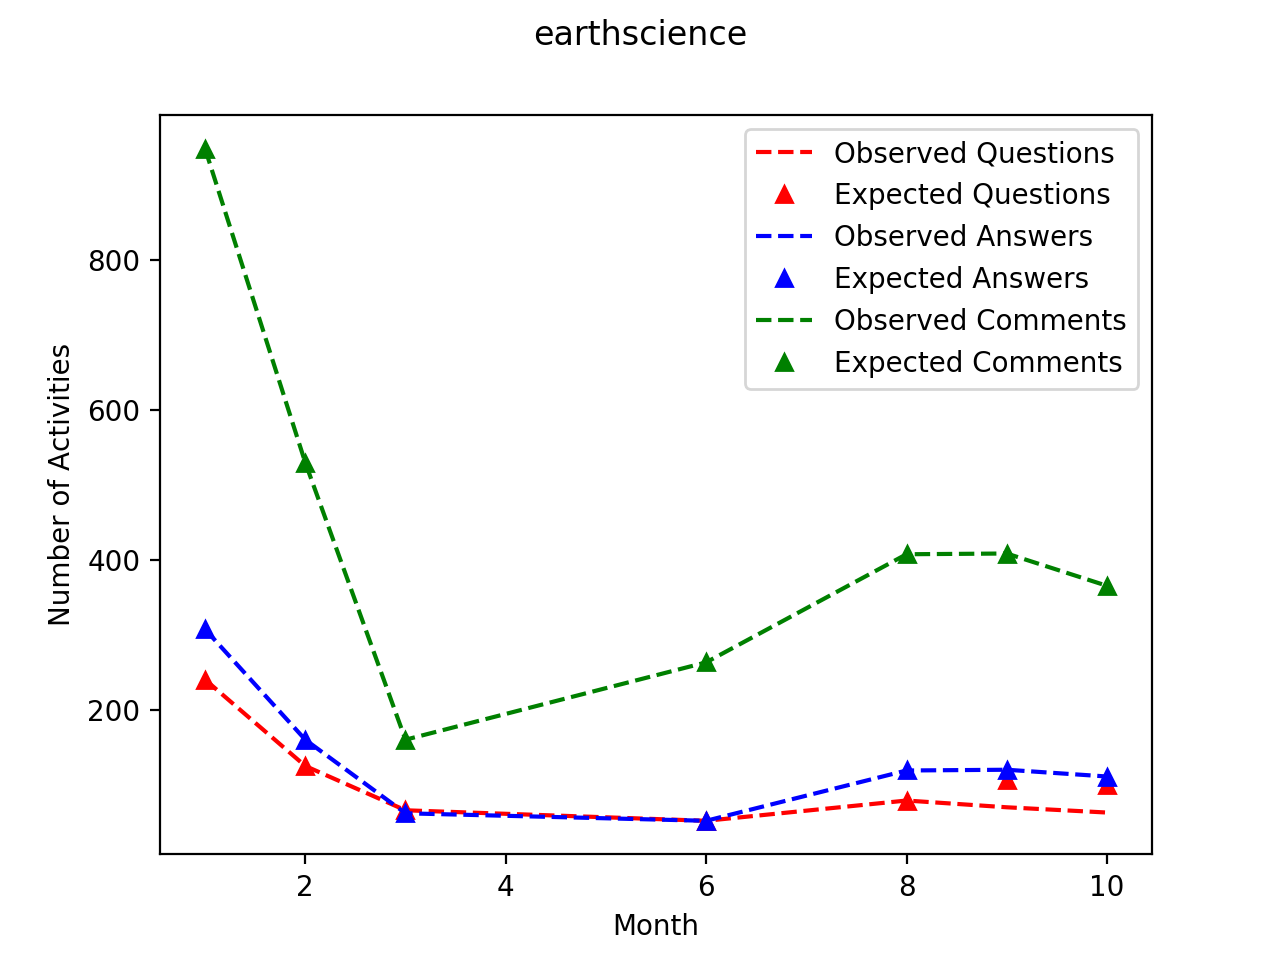 earthscience
Observed Questions
Expected Questions
Observed Answers
Expected Answers
Observed Comments
Expected Comments
800
600
400
200
Number of Activities
2 4 6 8 10
Month